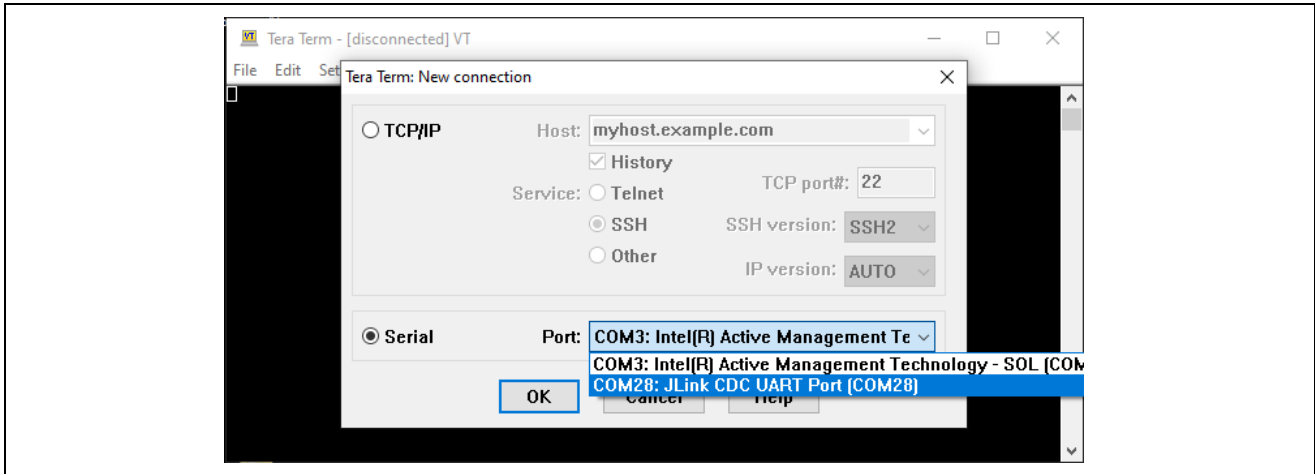 Tera Term - [disconnected] VT
File Edit Set
Tera Term: New connection
TCP/IP
Host: myhost.example.com
History
Service: Telnet
TCP port#: 22
SSH
SSH version: SSH2
Other
IP version: AUTO
Serial
Port: COM3: Intel(R) Active Management Te
COM3: Intel(R) Active Management Technology - SOL (COM
COM28: JLink CDC UART Port (COM28)
OK Cancel Help